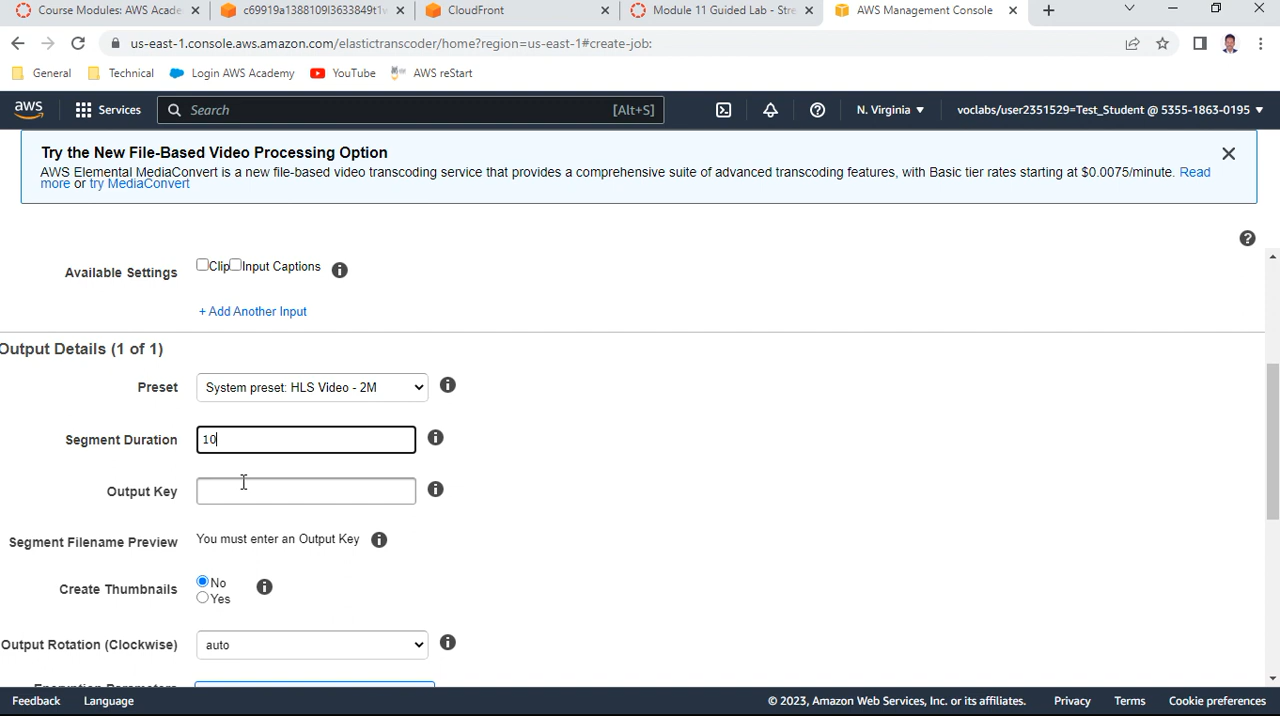 Course Modules: AWS Acade
c69919a1388109l3633849t1w
CloudFront
Module 11 Guided Lab - Stre
AWS Management Console
us-east-1.console.aws.amazon.com/elastictranscoder/home?region=us-east-1#create-job:
General
Technical
Login AWS Academy
YouTube
AWS reStart
aws
Services
Search
[Alt+S]
N. Virginia
voclabs/user2351529=Test_Student @ 5355-1863-0195
Try the New File-Based Video Processing Option
AWS Elemental MediaConvert is a new file-based video transcoding service that provides a comprehensive suite of advanced transcoding features, with Basic tier rates starting at $0.0075/minute. Read
more or try MediaConvert
Available Settings
Clip
Input Captions
+ Add Another Input
Output Details (1 of 1)
Preset
System preset: HLS Video - 2M
Segment Duration
10
Output Key
Segment Filename Preview
You must enter an Output Key
Create Thumbnails
No
Yes
Output Rotation (Clockwise)
auto
Encryption Parameters
Feedback
Language
© 2023, Amazon Web Services, Inc. or its affiliates.
Privacy
Terms
Cookie preferences